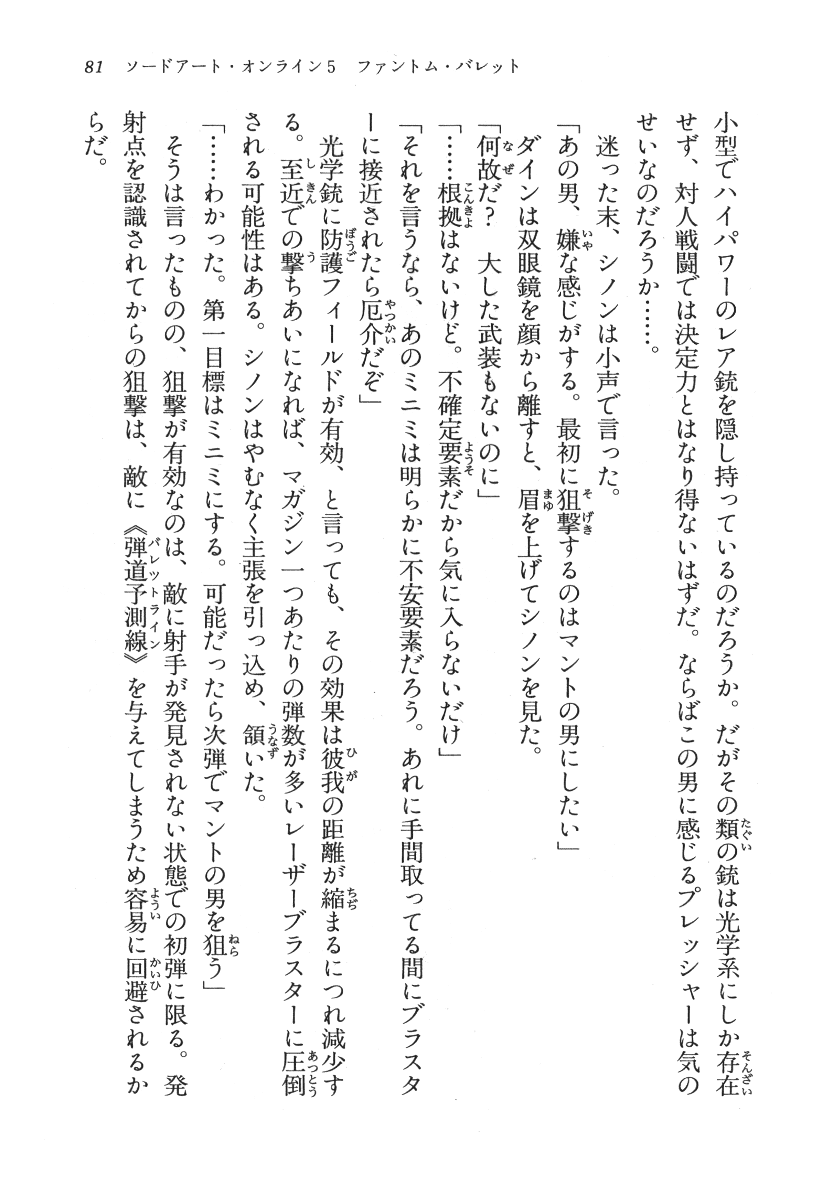 81 ソードアート・オンライン5 ファントム・バレット
小型でハイパワーのレア銃を隠し持っているのだろうか。だがその類の銃は光学系にしか存在
せず、対人戦闘では決定力とはなり得ないはずだ。ならばこの男に感じるプレッシャーは気の
せいなのだろうか……。
　迷った末、シノンは小声で言った。
「あの男、嫌な感じがする。最初に狙撃するのはマントの男にしたい」
　ダインは双眼鏡を顔から離すと、眉を上げてシノンを見た。
「何故だ？　大した武装もないのに」
「……根拠はないけど。不確定要素だから気に入らないだけ」
「それを言うなら、あのミニミは明らかに不安要素だろう。あれに手間取ってる間にブラスタ
ーに接近されたら厄介だぞ」
　光学銃に防護フィールドが有効、と言っても、その効果は彼我の距離が縮まるにつれ減少す
る。至近での撃ちあいになれば、マガジン一つあたりの弾数が多いレーザーブラスターに圧倒
される可能性はある。シノンはやむなく主張を引っ込め、頷いた。
「……わかった。第一目標はミニミにする。可能だったら次弾でマントの男を狙う」
　そうは言ったものの、狙撃が有効なのは、敵に射手が発見されない状態での初弾に限る。発
射点を認識されてからの狙撃は、敵に《弾道予測線》を与えてしまうため容易に回避されるか
らだ。